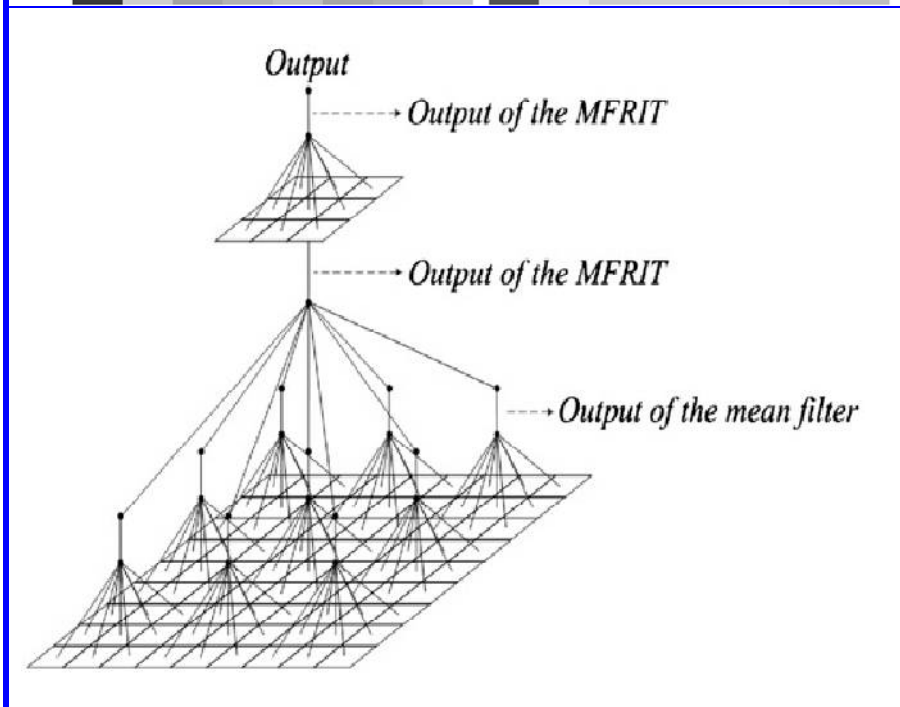 Output
Output of the MFRIT
Output of the MFRIT
Output of the mean filter